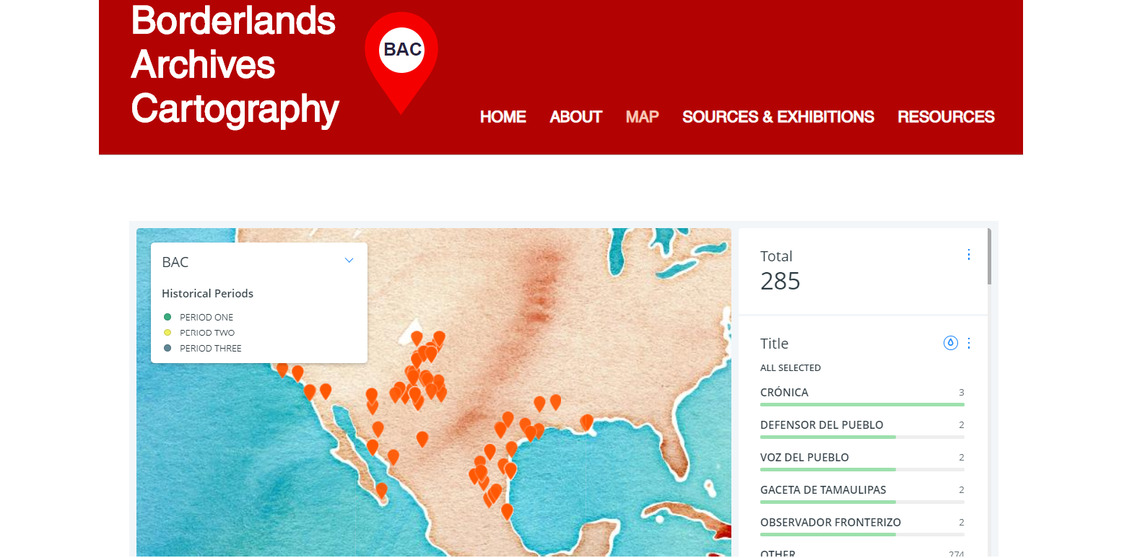 Borderlands
Archives
Cartography
BAC
HOME ABOUT MAP SOURCES & EXHIBITIONS RESOURCES
BAC
Historical Periods
PERIOD ONE
PERIOD TWO
PERIOD THREE
Total
285
Title
ALL SELECTED
CRÓNICA 3
DEFENSOR DEL PUEBLO 2
VOZ DEL PUEBLO 2
GACETA DE TAMAULIPAS 2
OBSERVADOR FRONTERIZO 2
OTHER 274